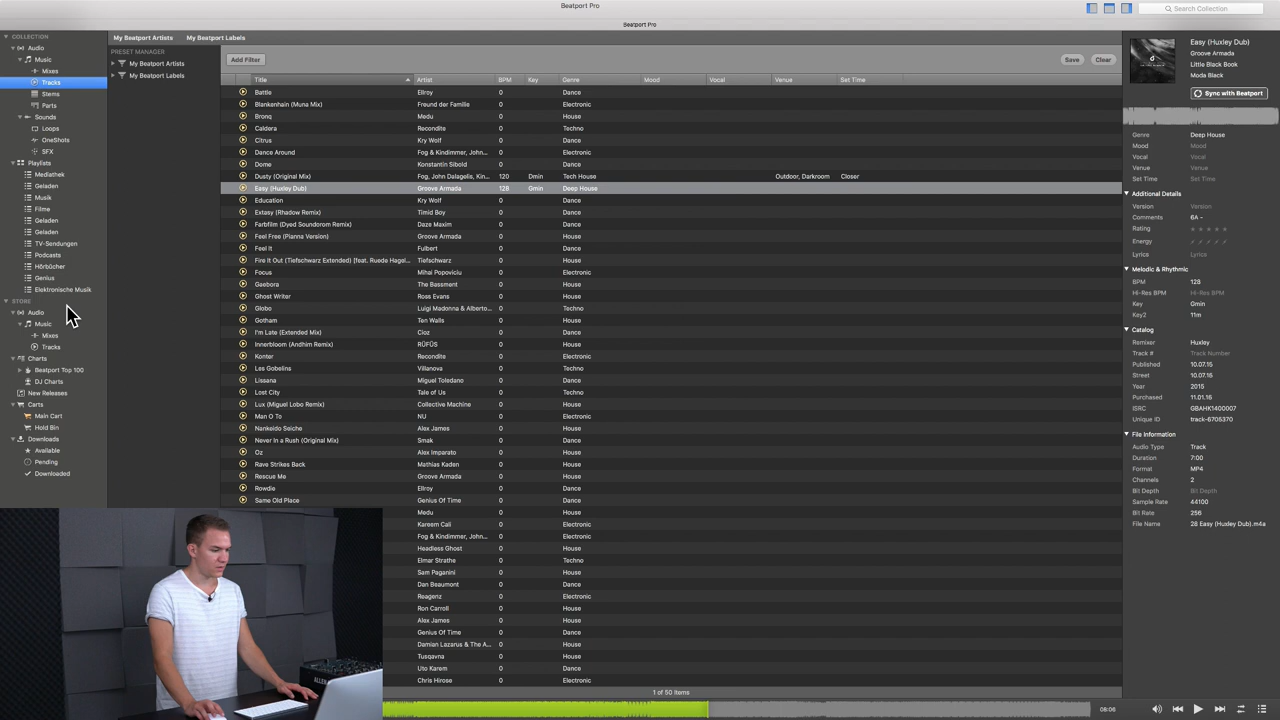 Beatport Pro
Search Collection
Beatport Pro
COLLECTION
Audio
Music
Mixes
Tracks
Stems
Parts
Sounds
Loops
OneShots
SFX
Playlists
Mediathek
Geladen
Musik
Filme
Geladen
Geladen
TV-Sendungen
Podcasts
Hörbücher
Genius
Elektronische Musik
STORE
Audio
Music
Mixes
Tracks
Charts
Beatport Top 100
DJ Charts
New Releases
Carts
Main Cart
Hold Bin
Downloads
Available
Pending
Downloaded
My Beatport Artists My Beatport Labels
PRESET MANAGER
My Beatport Artists
My Beatport Labels
Add Filter Save Clear
Title Artist BPM Key Genre Mood Vocal Venue Set Time
Battle Ellroy 0 Dance
Blankenhain (Muna Mix) Freund der Familie 0 Electronic
Bronq Medu 0 House
Caldera Recondite 0 Techno
Citrus Kry Wolf 0 Dance
Dance Around Fog & Kindimmer, John... 0 Electronic
Dome Konstantin Sibold 0 Dance
Dusty (Original Mix) Fog, John Dalagelis, Kin... 120 Dmin Tech House Outdoor, Darkroom Closer
Easy (Huxley Dub) Groove Armada 128 Gmin Deep House
Education Kry Wolf 0 Dance
Extasy (Rhadow Remix) Timid Boy 0 Dance
Farbfilm (Dyed Soundorom Remix) Daze Maxim 0 Dance
Feel Free (Pianna Version) Groove Armada 0 House
Feel It Fulbert 0 Dance
Fire It Out (Tiefschwarz Extended) [feat. Ruede Hagel... Tiefschwarz 0 House
Focus Mihai Popoviciu 0 Electronic
Gaebora The Bassment 0 House
Ghost Writer Ross Evans 0 House
Globo Luigi Madonna & Alberto... 0 Techno
Gotham Ten Walls 0 House
I'm Late (Extended Mix) Cioz 0 Dance
Innerbloom (Andhim Remix) RÜFÜS 0 House
Konter Recondite 0 Electronic
Les Gobelins Villanova 0 Techno
Lissana Miguel Toledano 0 Dance
Lost City Tale of Us 0 Dance
Lux (Miguel Lobo Remix) Collective Machine 0 House
Man O To NU 0 Electronic
Nankeido Seiche Alex James 0 House
Never In a Rush (Original Mix) Smak 0 Dance
Oz Alex Imparato 0 House
Rave Strikes Back Mathias Kaden 0 House
Rescue Me Groove Armada 0 House
Rowdie Ellroy 0 Dance
Same Old Place Genius Of Time 0 Dance
Medu 0 House
Kareem Cali 0 Electronic
Fog & Kindimmer, John... 0 Electronic
Headless Ghost 0 House
Elmar Strathe 0 Techno
Sam Paganini 0 House
Dan Beaumont 0 Dance
Reagenz 0 Electronic
Ron Carroll 0 House
Alex James 0 House
Genius Of Time 0 Dance
Damian Lazarus & The A... 0 House
Tusqavna 0 House
Uto Karem 0 Dance
Chris Hirose 0 Electronic
1 of 50 items
08:06
Easy (Huxley Dub)
Groove Armada
Little Black Book
Moda Black
Sync with Beatport
Genre Deep House
Mood Mood
Vocal Vocal
Venue Venue
Set Time Set Time
Additional Details
Version Version
Comments 6A -
Rating
Energy
Lyrics Lyrics
Melodic & Rhythmic
BPM 128
Hi-Res BPM Hi-Res BPM
Key Gmin
Key2 11m
Catalog
Remixer Huxley
Track # Track Number
Published 10.07.15
Street 10.07.15
Year 2015
Purchased 11.01.16
ISRC GBAHK1400007
Unique ID track-6705370
File Information
Audio Type Track
Duration 7:00
Format MP4
Channels 2
Bit Depth Bit Depth
Sample Rate 44100
Bit Rate 256
File Name 28 Easy (Huxley Dub).m4a
ALLEN